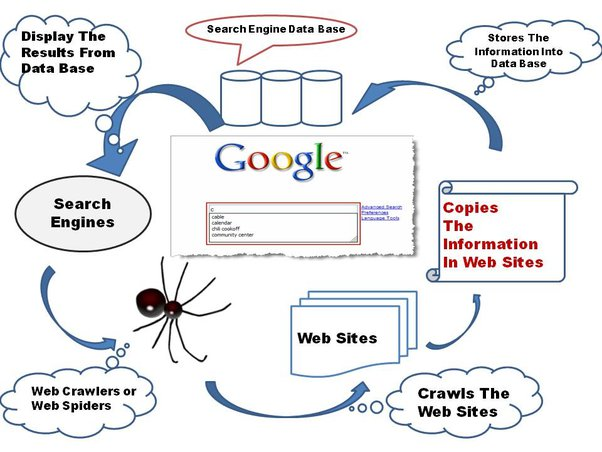 Display The
Results From
Data Base
Search Engine Data Base
Stores The
Information Into
Data Base
Google™
c
cable
calendar
chili cookoff
community center
Advanced Search
Preferences
Language Tools
Search
Engines
Copies
The
Information
In Web Sites
Web Sites
Web Crawlers or
Web Spiders
Crawls The
Web Sites